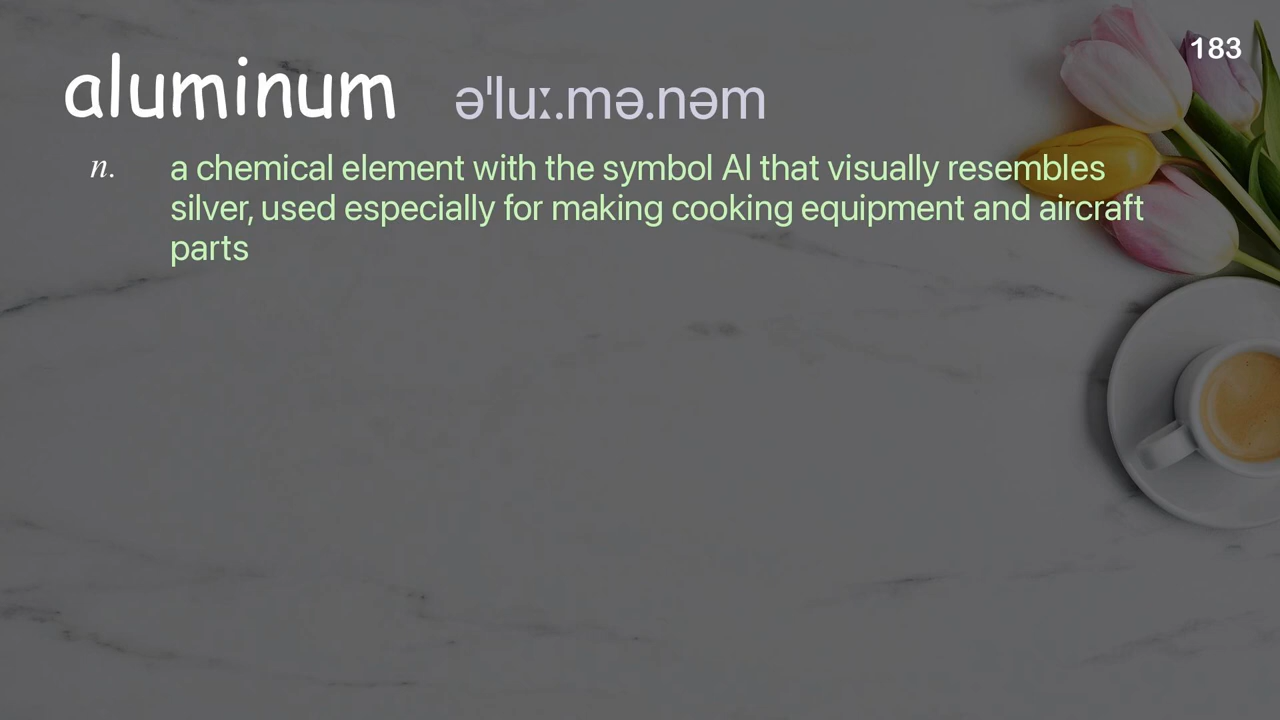 183
aluminum əˈluː.mə.nəm
n. a chemical element with the symbol Al that visually resembles
silver, used especially for making cooking equipment and aircraft
parts